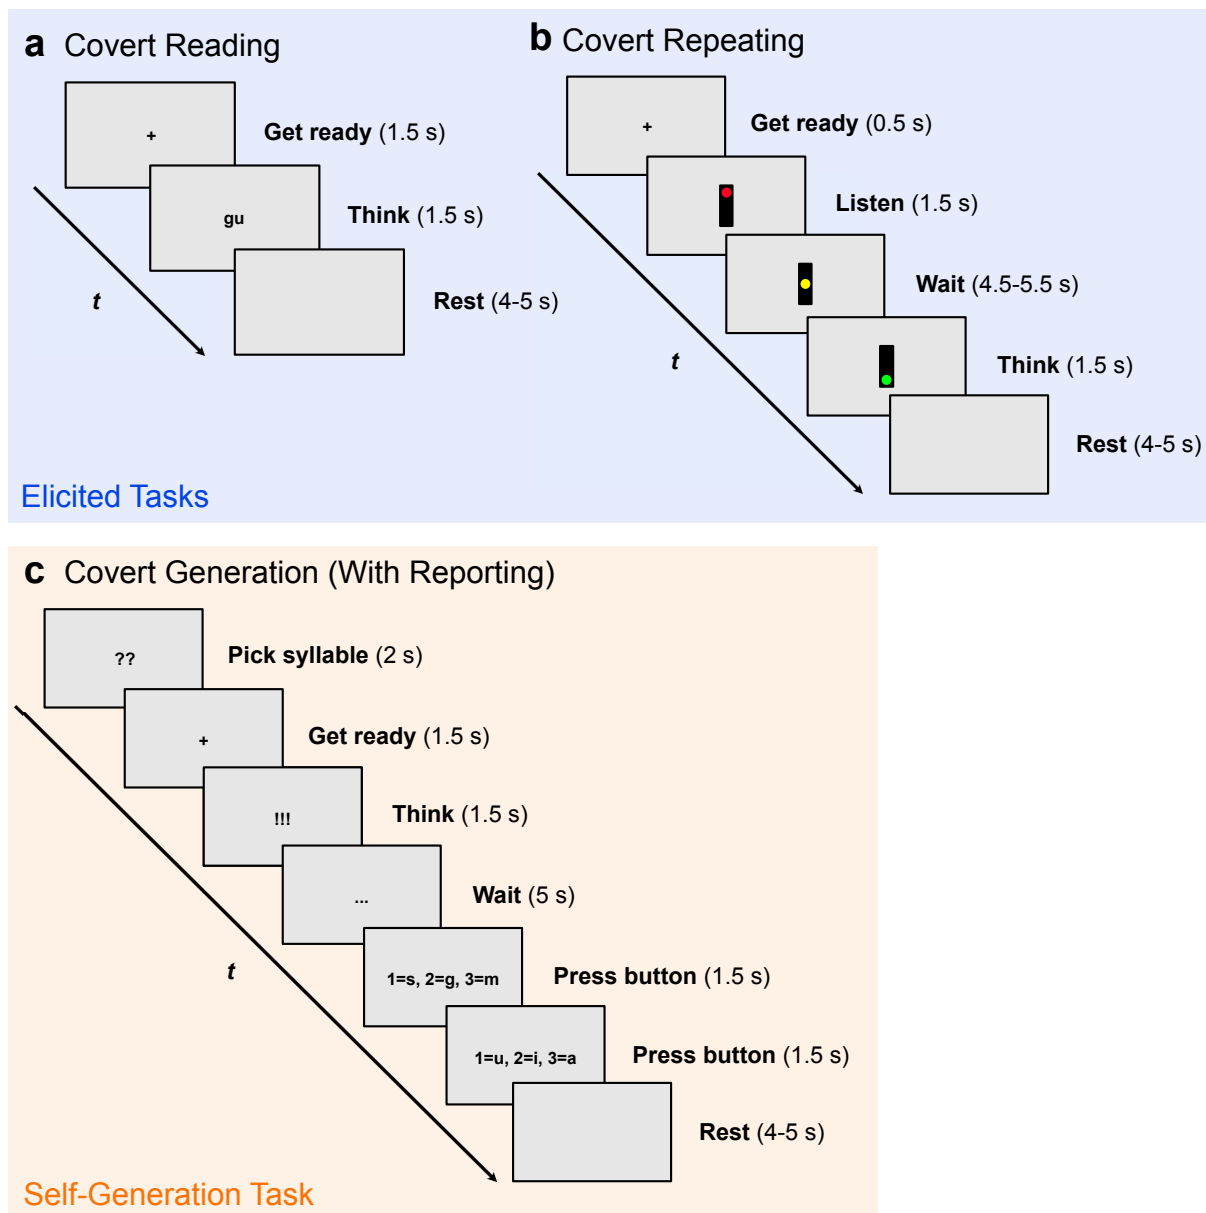 a Covert Reading
+
Get ready (1.5 s)
gu
Think (1.5 s)
Rest (4-5 s)
t
b Covert Repeating
+
Get ready (0.5 s)
Listen (1.5 s)
Wait (4.5-5.5 s)
Think (1.5 s)
Rest (4-5 s)
t
Elicited Tasks
c Covert Generation (With Reporting)
??
Pick syllable (2 s)
+
Get ready (1.5 s)
!!!
Think (1.5 s)
...
Wait (5 s)
1=s, 2=g, 3=m
Press button (1.5 s)
1=u, 2=i, 3=a
Press button (1.5 s)
Rest (4-5 s)
t
Self-Generation Task